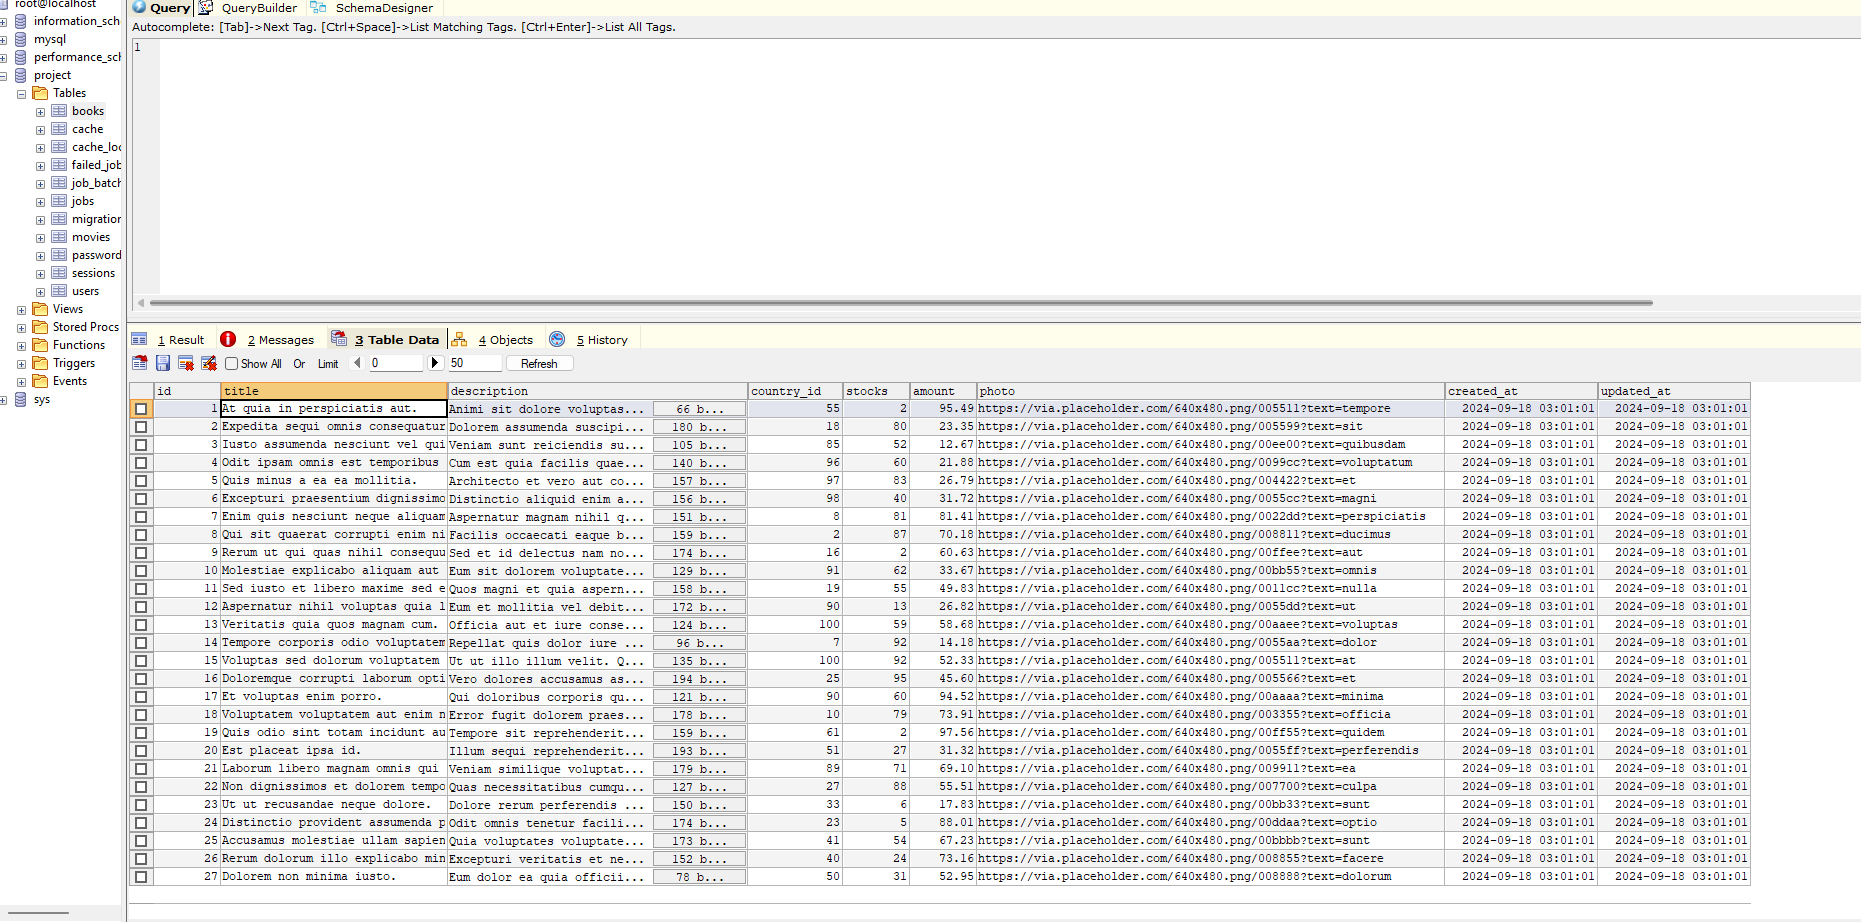 root@localhost
information_sch
mysql
performance_sch
project
Tables
books
cache
cache_loc
failed_job
job_batch
jobs
migration
movies
password
sessions
users
Views
Stored Procs
Functions
Triggers
Events
sys
Query QueryBuilder SchemaDesigner
Autocomplete: [Tab]->Next Tag. [Ctrl+Space]->List Matching Tags. [Ctrl+Enter]->List All Tags.
1
1 Result 2 Messages 3 Table Data 4 Objects 5 History
Show All Or Limit 0 50 Refresh
id title description country_id stocks amount photo created_at updated_at
1 At quia in perspiciatis aut. Animi sit dolore voluptas... 66 b... 55 2 95.49 https://via.placeholder.com/640x480.png/005511?text=tempore 2024-09-18 03:01:01 2024-09-18 03:01:01
2 Expedita sequi omnis consequatur Dolorem assumenda suscipi... 180 b... 18 80 23.35 https://via.placeholder.com/640x480.png/005599?text=sit 2024-09-18 03:01:01 2024-09-18 03:01:01
3 Iusto assumenda nesciunt vel qui Veniam sunt reiciendis su... 105 b... 85 52 12.67 https://via.placeholder.com/640x480.png/00ee00?text=quibusdam 2024-09-18 03:01:01 2024-09-18 03:01:01
4 Odit ipsam omnis est temporibus Cum est quia facilis quae... 140 b... 96 60 21.88 https://via.placeholder.com/640x480.png/0099cc?text=voluptatum 2024-09-18 03:01:01 2024-09-18 03:01:01
5 Quis minus a ea ea mollitia. Architecto et vero aut co... 157 b... 97 83 26.79 https://via.placeholder.com/640x480.png/004422?text=et 2024-09-18 03:01:01 2024-09-18 03:01:01
6 Excepturi praesentium dignissimo Distinctio aliquid enim a... 156 b... 98 40 31.72 https://via.placeholder.com/640x480.png/0055cc?text=magni 2024-09-18 03:01:01 2024-09-18 03:01:01
7 Enim quis nesciunt neque aliquam Aspernatur magnam nihil q... 151 b... 8 81 81.41 https://via.placeholder.com/640x480.png/0022dd?text=perspiciatis 2024-09-18 03:01:01 2024-09-18 03:01:01
8 Qui sit quaerat corrupti enim ni Facilis occaecati eaque b... 159 b... 2 87 70.18 https://via.placeholder.com/640x480.png/008811?text=ducimus 2024-09-18 03:01:01 2024-09-18 03:01:01
9 Rerum ut qui quas nihil consequu Sed et id delectus nam no... 174 b... 16 2 60.63 https://via.placeholder.com/640x480.png/00ffee?text=aut 2024-09-18 03:01:01 2024-09-18 03:01:01
10 Molestiae explicabo aliquam aut Eum sit dolorem voluptate... 129 b... 91 62 33.67 https://via.placeholder.com/640x480.png/00bb55?text=omnis 2024-09-18 03:01:01 2024-09-18 03:01:01
11 Sed iusto et libero maxime sed e Quos magni et quia aspern... 158 b... 19 55 49.83 https://via.placeholder.com/640x480.png/0011cc?text=nulla 2024-09-18 03:01:01 2024-09-18 03:01:01
12 Aspernatur nihil voluptas quia l Eum et mollitia vel debit... 172 b... 90 13 26.82 https://via.placeholder.com/640x480.png/0055dd?text=ut 2024-09-18 03:01:01 2024-09-18 03:01:01
13 Veritatis quia quos magnam cum. Officia aut et iure conse... 124 b... 100 59 58.68 https://via.placeholder.com/640x480.png/00aaee?text=voluptas 2024-09-18 03:01:01 2024-09-18 03:01:01
14 Tempore corporis odio voluptatem Repellat quis dolor iure ... 96 b... 7 92 14.18 https://via.placeholder.com/640x480.png/0055aa?text=dolor 2024-09-18 03:01:01 2024-09-18 03:01:01
15 Voluptas sed dolorum voluptatem Ut ut illo illum velit. Q... 135 b... 100 92 52.33 https://via.placeholder.com/640x480.png/005511?text=at 2024-09-18 03:01:01 2024-09-18 03:01:01
16 Doloremque corrupti laborum opti Vero dolores accusamus as... 194 b... 25 95 45.60 https://via.placeholder.com/640x480.png/005566?text=et 2024-09-18 03:01:01 2024-09-18 03:01:01
17 Et voluptas enim porro. Qui doloribus corporis qu... 121 b... 90 60 94.52 https://via.placeholder.com/640x480.png/00aaaa?text=minima 2024-09-18 03:01:01 2024-09-18 03:01:01
18 Voluptatem voluptatem aut enim n Error fugit dolorem praes... 178 b... 10 79 73.91 https://via.placeholder.com/640x480.png/003355?text=officia 2024-09-18 03:01:01 2024-09-18 03:01:01
19 Quis odio sint totam incidunt au Tempore sit reprehenderit... 159 b... 61 2 97.56 https://via.placeholder.com/640x480.png/00ff55?text=quidem 2024-09-18 03:01:01 2024-09-18 03:01:01
20 Est placeat ipsa id. Illum sequi reprehenderit... 193 b... 51 27 31.32 https://via.placeholder.com/640x480.png/0055ff?text=perferendis 2024-09-18 03:01:01 2024-09-18 03:01:01
21 Laborum libero magnam omnis qui Veniam similique voluptat... 179 b... 89 71 69.10 https://via.placeholder.com/640x480.png/009911?text=ea 2024-09-18 03:01:01 2024-09-18 03:01:01
22 Non dignissimos et dolorem tempo Quas necessitatibus cumqu... 127 b... 27 88 55.51 https://via.placeholder.com/640x480.png/007700?text=culpa 2024-09-18 03:01:01 2024-09-18 03:01:01
23 Ut ut recusandae neque dolore. Dolore rerum perferendis ... 150 b... 33 6 17.83 https://via.placeholder.com/640x480.png/00bb33?text=sunt 2024-09-18 03:01:01 2024-09-18 03:01:01
24 Distinctio provident assumenda p Odit omnis tenetur facili... 174 b... 23 5 88.01 https://via.placeholder.com/640x480.png/00ddaa?text=optio 2024-09-18 03:01:01 2024-09-18 03:01:01
25 Accusamus molestiae ullam sapien Quia voluptates voluptate... 173 b... 41 54 67.23 https://via.placeholder.com/640x480.png/00bbbb?text=sunt 2024-09-18 03:01:01 2024-09-18 03:01:01
26 Rerum dolorum illo explicabo min Excepturi veritatis et ne... 152 b... 40 24 73.16 https://via.placeholder.com/640x480.png/008855?text=facere 2024-09-18 03:01:01 2024-09-18 03:01:01
27 Dolorem non minima iusto. Eum dolor ea quia officii... 78 b... 50 31 52.95 https://via.placeholder.com/640x480.png/008888?text=dolorum 2024-09-18 03:01:01 2024-09-18 03:01:01